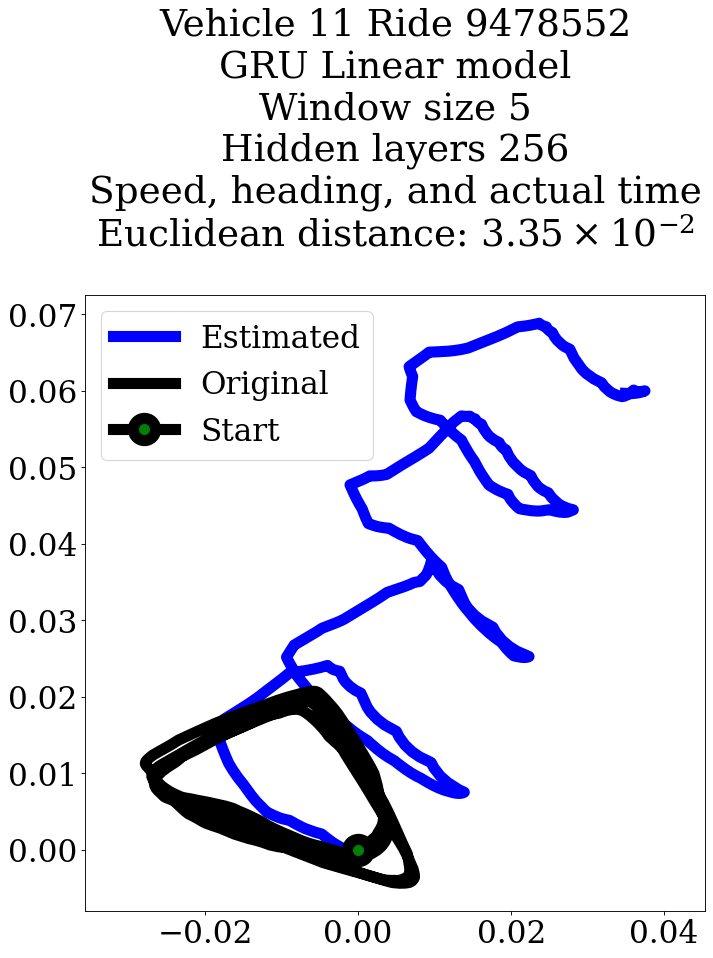 Vehicle 11 Ride 9478552
GRU Linear model
Window size 5
Hidden layers 256
Speed, heading, and actual time
Euclidean distance: 3.35 × 10⁻²
Estimated
Original
Start
0.07
0.06
0.05
0.04
0.03
0.02
0.01
0.00
−0.02 0.00 0.02 0.04